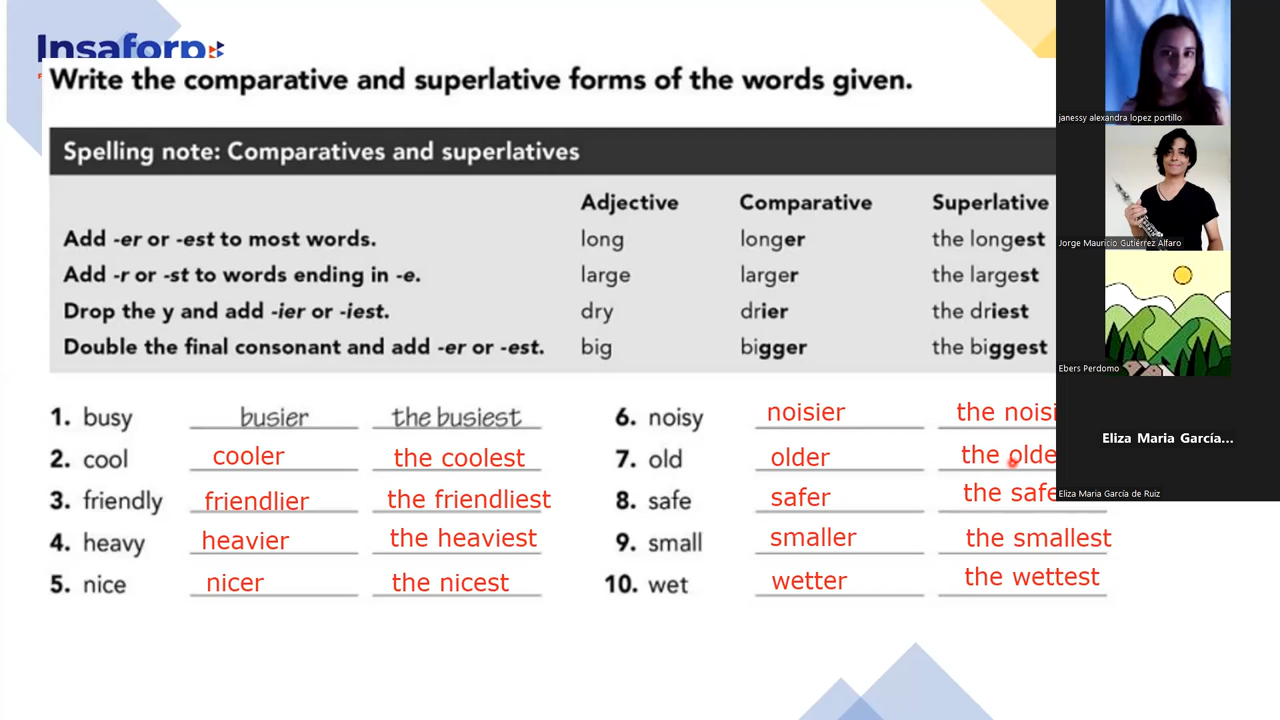 Insaforp
Write the comparative and superlative forms of the words given.
Spelling note: Comparatives and superlatives
Adjective Comparative Superlative
Add -er or -est to most words. long longer the longest
Add -r or -st to words ending in -e. large larger the largest
Drop the y and add -ier or -iest. dry drier the driest
Double the final consonant and add -er or -est. big bigger the biggest
1. busy busier the busiest
2. cool cooler the coolest
3. friendly friendlier the friendliest
4. heavy heavier the heaviest
5. nice nicer the nicest
6. noisy noisier the noisi
7. old older the olde
8. safe safer the safe
9. small smaller the smallest
10. wet wetter the wettest
janessy alexandra lopez portillo
Jorge Mauricio Gutiérrez Alfaro
Ebers Perdomo
Eliza Maria García...
Eliza Maria García de Ruiz